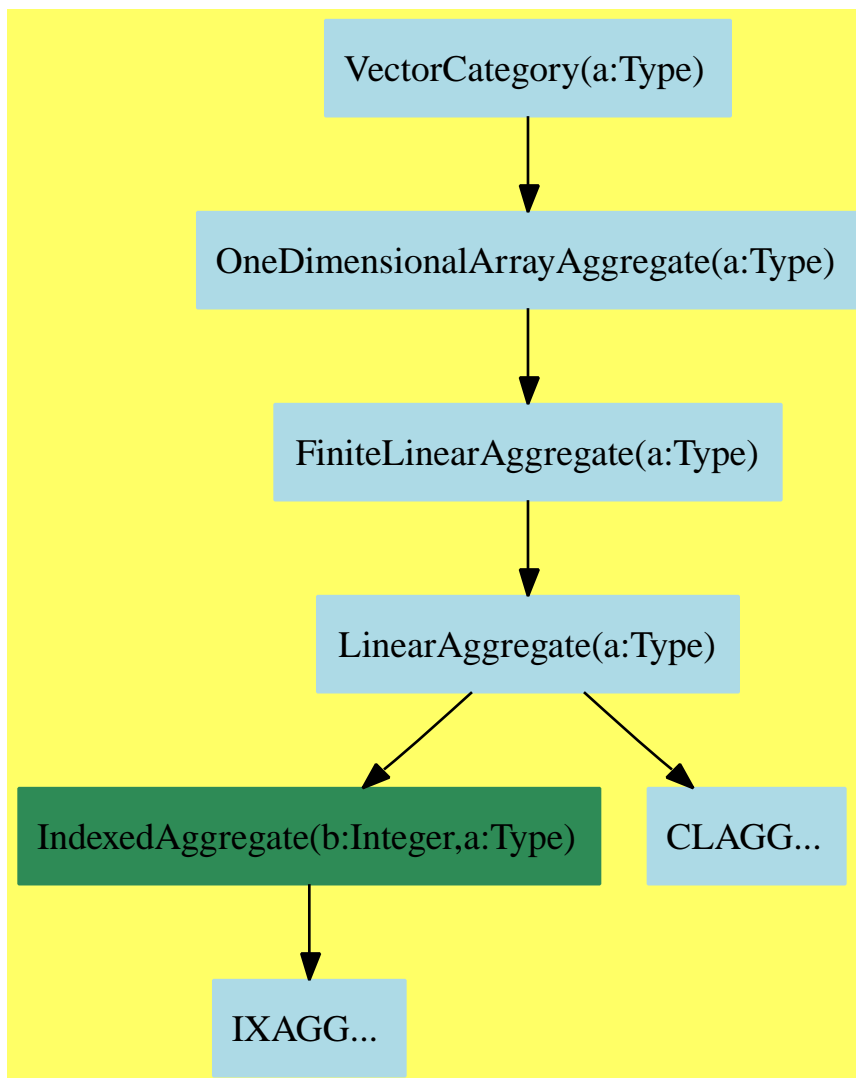 VectorCategory(a:Type)
OneDimensionalArrayAggregate(a:Type)
FiniteLinearAggregate(a:Type)
LinearAggregate(a:Type)
IndexedAggregate(b:Integer,a:Type)
CLAGG...
IXAGG...